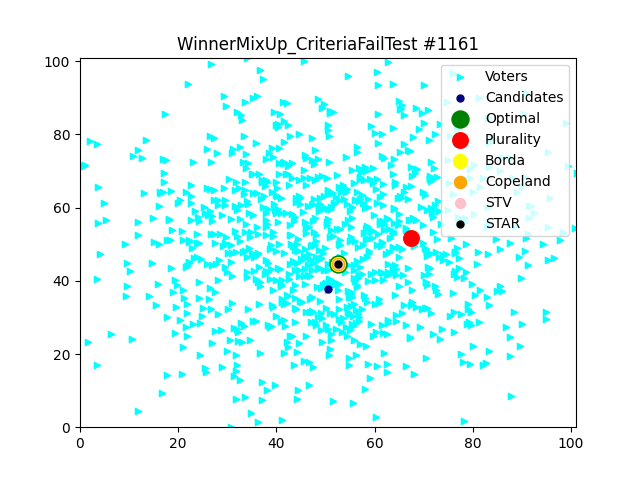 WinnerMixUp_CriteriaFailTest #1161
100
80
60
40
20
0
0
20
40
60
80
100
Voters
Candidates
Optimal
Plurality
Borda
Copeland
STV
STAR